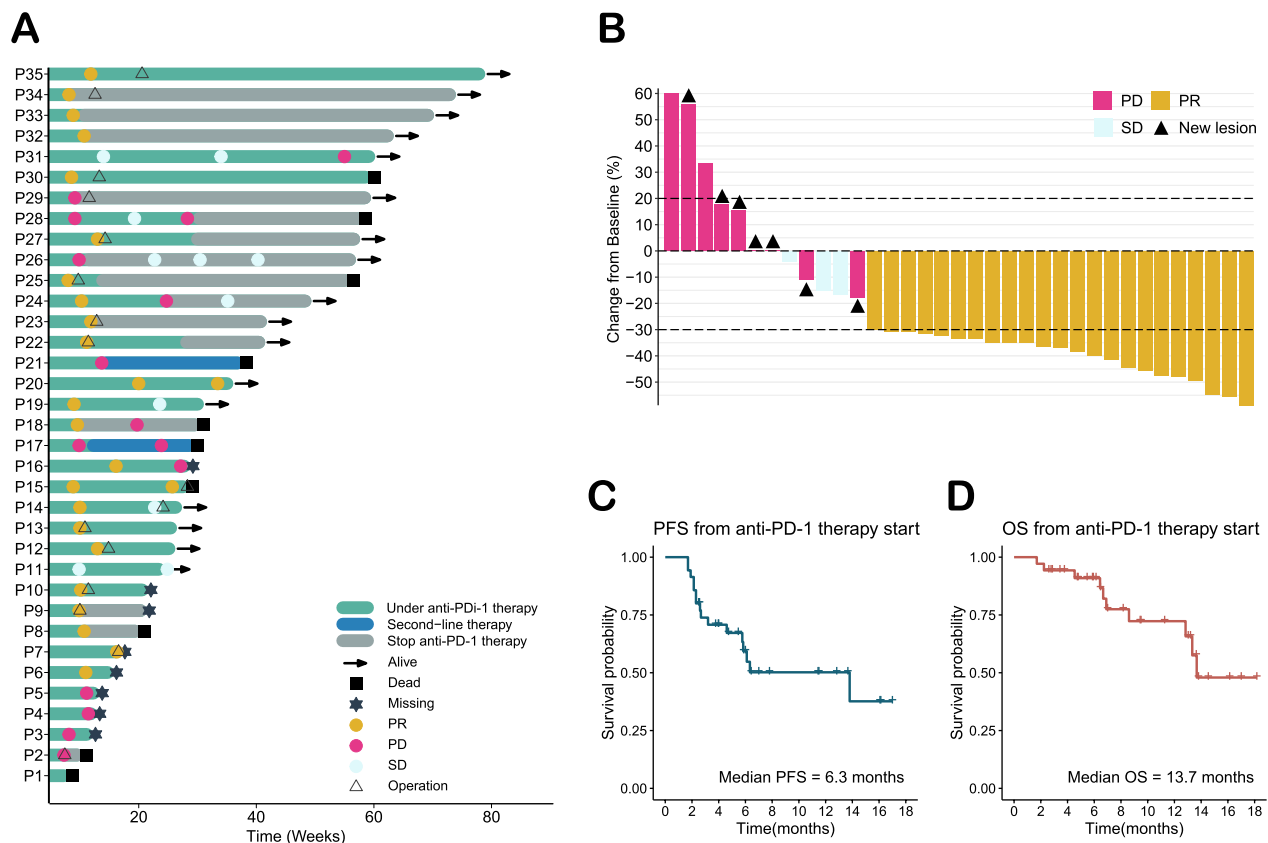 A
P35
P34
P33
P32
P31
P30
P29
P28
P27
P26
P25
P24
P23
P22
P21
P20
P19
P18
P17
P16
P15
P14
P13
P12
P11
P10
P9
P8
P7
P6
P5
P4
P3
P2
P1
20 40 60 80
Time (Weeks)
Under anti-PDi-1 therapy
Second−line therapy
Stop anti-PD-1 therapy
Alive
Dead
Missing
PR
PD
SD
Operation
B
Change from Baseline (%)
60
50
40
30
20
10
0
−10
−20
−30
−40
−50
PD PR
SD New lesion
C
PFS from anti-PD-1 therapy start
Survival probability
1.00
0.75
0.50
0.25
0.00
Median PFS = 6.3 months
0 2 4 6 8 10 12 14 16 18
Time(months)
D
OS from anti-PD-1 therapy start
Survival probability
1.00
0.75
0.50
0.25
0.00
Median OS = 13.7 months
0 2 4 6 8 10 12 14 16 18
Time(months)